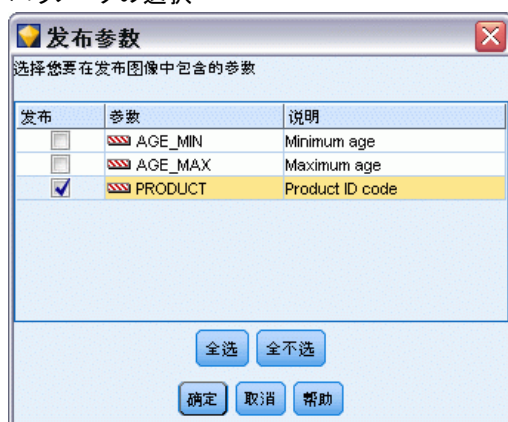 パラメータの選択
发布参数
选择您要在发布图像中包含的参数
发布 参数 说明
AGE_MIN Minimum age
AGE_MAX Maximum age
PRODUCT Product ID code
全选 全不选
确定 取消 帮助